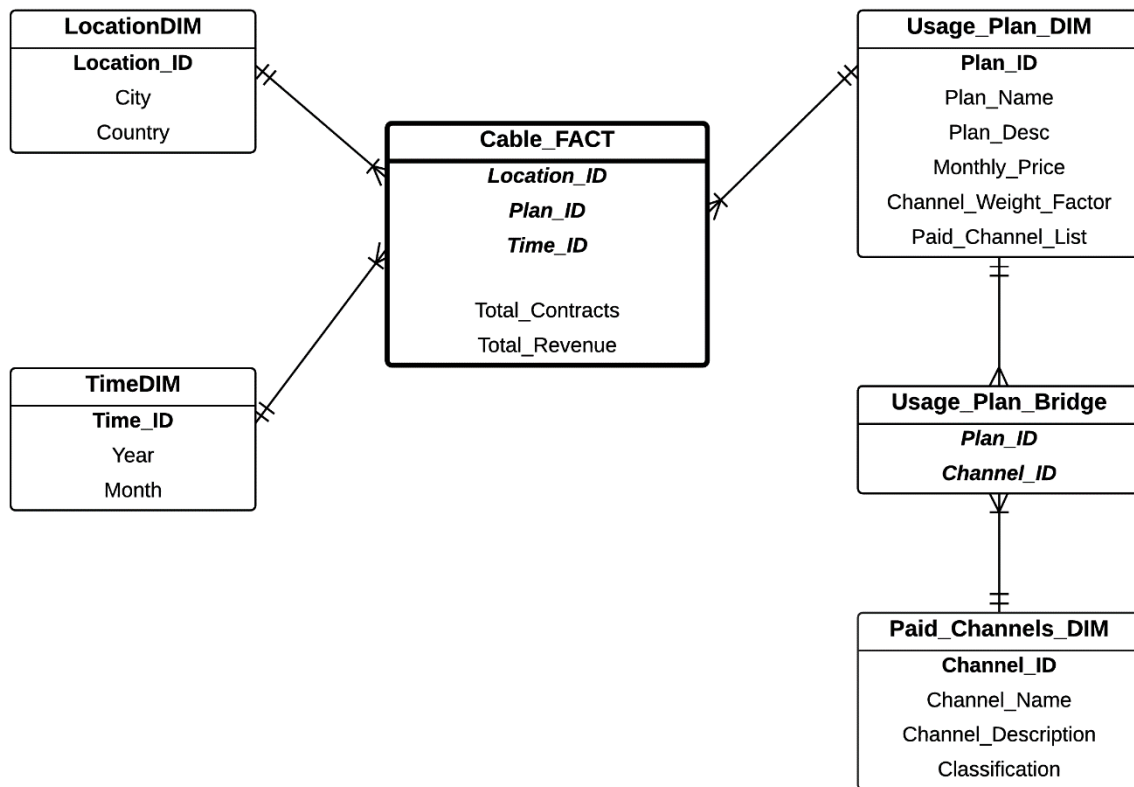 LocationDIM
Location_ID
City
Country
TimeDIM
Time_ID
Year
Month
Cable_FACT
Location_ID
Plan_ID
Time_ID
Total_Contracts
Total_Revenue
Usage_Plan_DIM
Plan_ID
Plan_Name
Plan_Desc
Monthly_Price
Channel_Weight_Factor
Paid_Channel_List
Usage_Plan_Bridge
Plan_ID
Channel_ID
Paid_Channels_DIM
Channel_ID
Channel_Name
Channel_Description
Classification